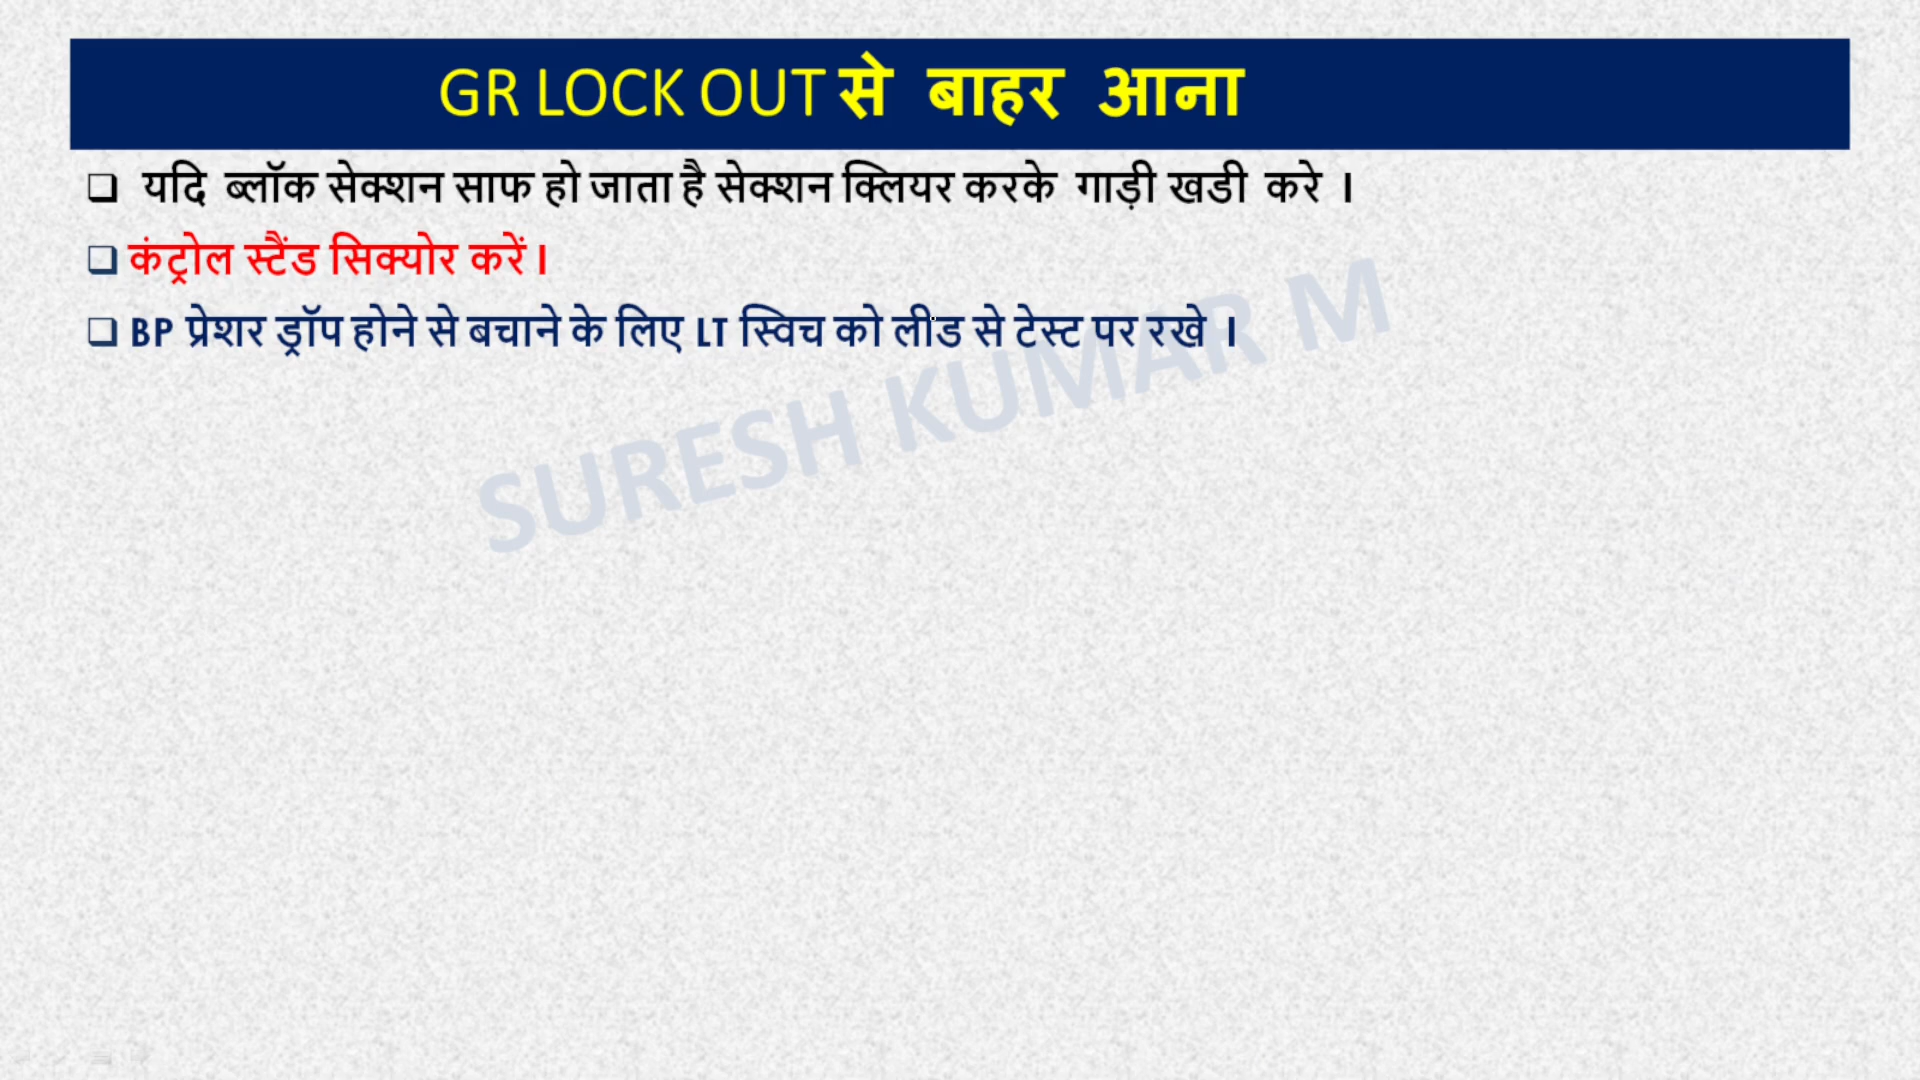 GR LOCK OUT से बाहर आना
यदि ब्लॉक सेक्शन साफ हो जाता है सेक्शन क्लियर करके गाड़ी खडी करे ।
कंट्रोल स्टैंड सिक्योर करें ।
BP प्रेशर ड्रॉप होने से बचाने के लिए LT स्विच को लीड से टेस्ट पर रखे ।
SURESH KUMAR M